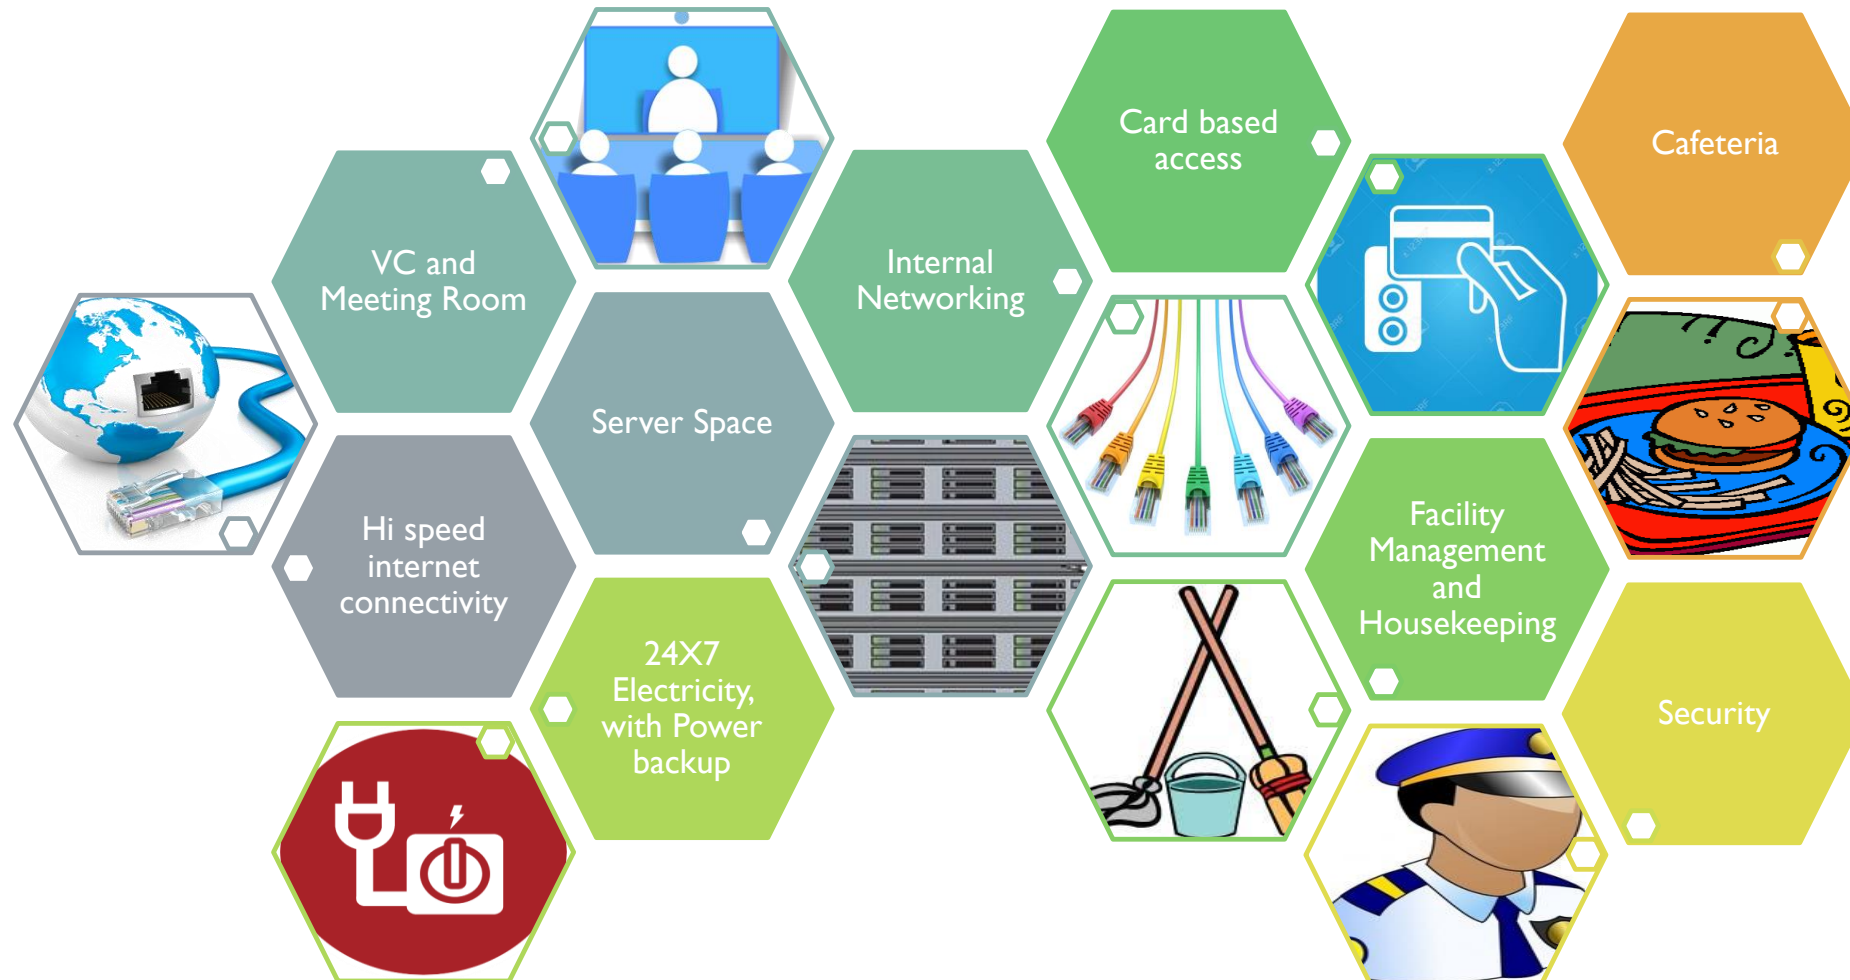 VC and
Meeting Room
Hi speed
internet
connectivity
Server Space
24X7
Electricity,
with Power
backup
Internal
Networking
Card based
access
Facility
Management
and
Housekeeping
Cafeteria
Security